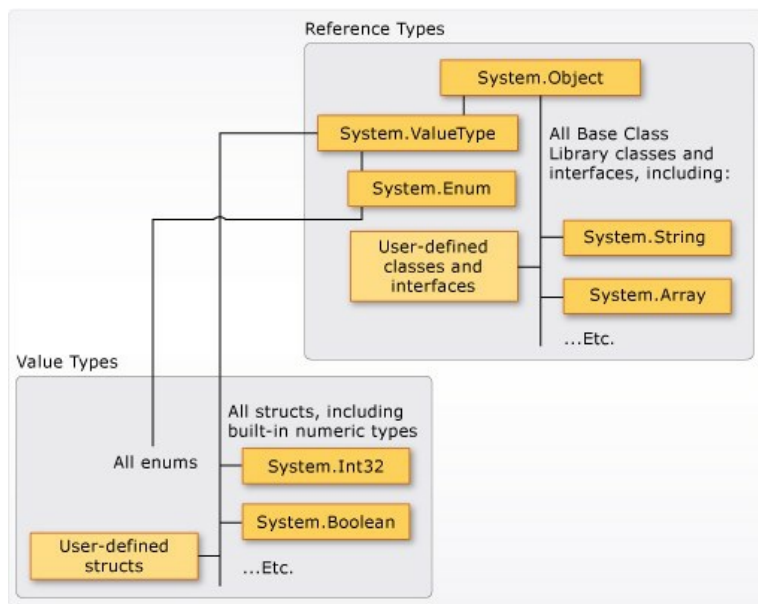 Reference Types
System.Object
System.ValueType
All Base Class
Library classes and
interfaces, including:
System.Enum
System.String
User-defined
classes and
interfaces
System.Array
...Etc.
Value Types
All structs, including
built-in numeric types
All enums
System.Int32
System.Boolean
User-defined
structs
...Etc.